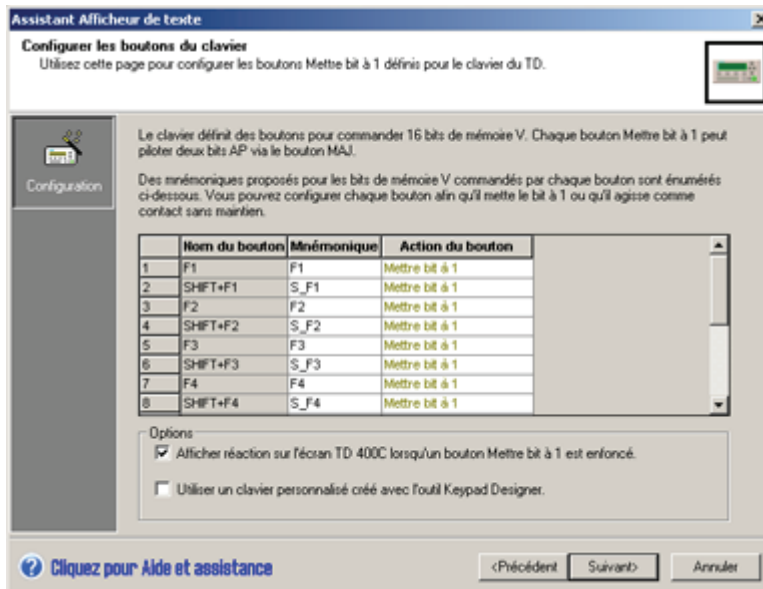 Assistant Afficheur de texte
Configurer les boutons du clavier
Utilisez cette page pour configurer les boutons Mettre bit à 1 définis pour le clavier du TD.
Configuration
Le clavier définit des boutons pour commander 16 bits de mémoire V. Chaque bouton Mettre bit à 1 peut
piloter deux bits AP via le bouton MAJ.
Des mnémoniques proposés pour les bits de mémoire V commandés par chaque bouton sont énumérés
ci-dessous. Vous pouvez configurer chaque bouton afin qu'il mette le bit à 1 ou qu'il agisse comme
contact sans maintien.
Nom du bouton Mnémonique Action du bouton
1 F1 F1 Mettre bit à 1
2 SHIFT+F1 S_F1 Mettre bit à 1
3 F2 F2 Mettre bit à 1
4 SHIFT+F2 S_F2 Mettre bit à 1
5 F3 F3 Mettre bit à 1
6 SHIFT+F3 S_F3 Mettre bit à 1
7 F4 F4 Mettre bit à 1
8 SHIFT+F4 S_F4 Mettre bit à 1
Options
Afficher réaction sur l'écran TD 400C lorsqu'un bouton Mettre bit à 1 est enfoncé.
Utiliser un clavier personnalisé créé avec l'outil Keypad Designer.
Cliquez pour Aide et assistance
<Précédent Suivant> Annuler